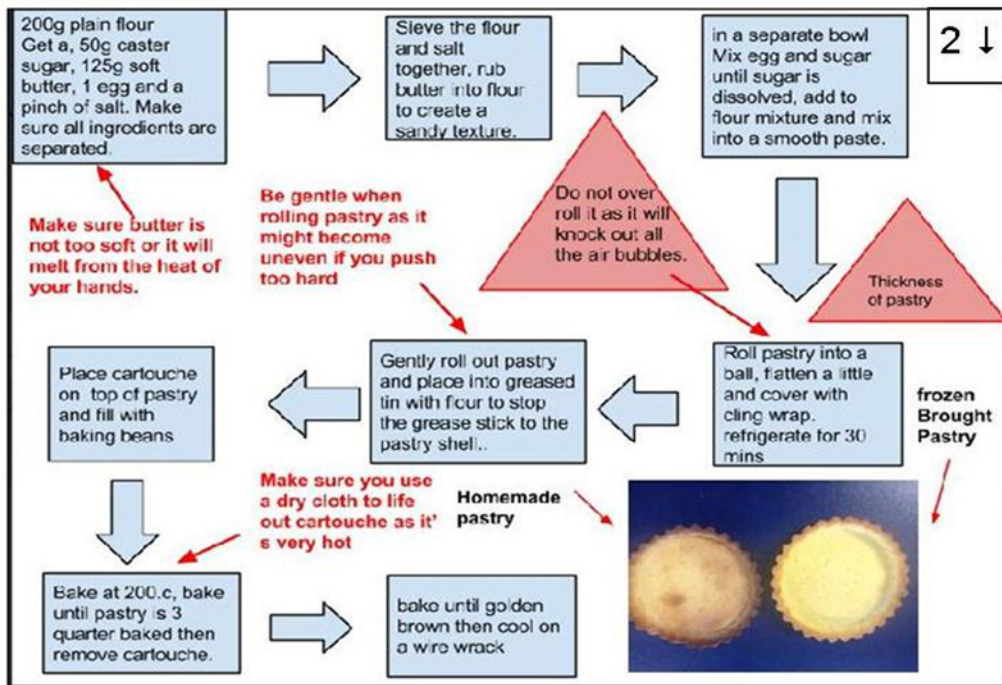 200g plain flour
Get a, 50g caster
sugar, 125g soft
butter, 1 egg and a
pinch of salt. Make
sure all ingredients are
separated.
Sieve the flour
and salt
together, rub
butter into flour
to create a
sandy texture.
in a separate bowl
Mix egg and sugar
until sugar is
dissolved, add to
flour mixture and mix
into a smooth paste.
2 ↓
Make sure butter is
not too soft or it will
melt from the heat of
your hands.
Be gentle when
rolling pastry as it
might become
uneven if you push
too hard
Do not over
roll it as it will
knock out all
the air bubbles.
Thickness
of pastry
Roll pastry into a
ball, flatten a little
and cover with
cling wrap.
refrigerate for 30
mins
Gently roll out pastry
and place into greased
tin with flour to stop
the grease stick to the
pastry shell..
Place cartouche
on top of pastry
and fill with
baking beans
frozen
Brought
Pastry
Make sure you use
a dry cloth to life
out cartouche as it'
s very hot
Homemade
pastry
Bake at 200.c, bake
until pastry is 3
quarter baked then
remove cartouche.
bake until golden
brown then cool on
a wire wrack